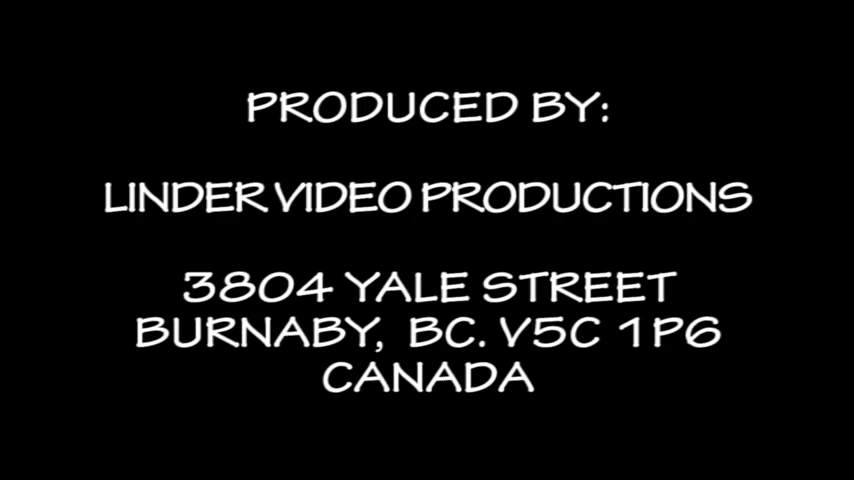 PRODUCED BY:
LINDER VIDEO PRODUCTIONS
3804 YALE STREET
BURNABY, BC. V5C 1P6
CANADA